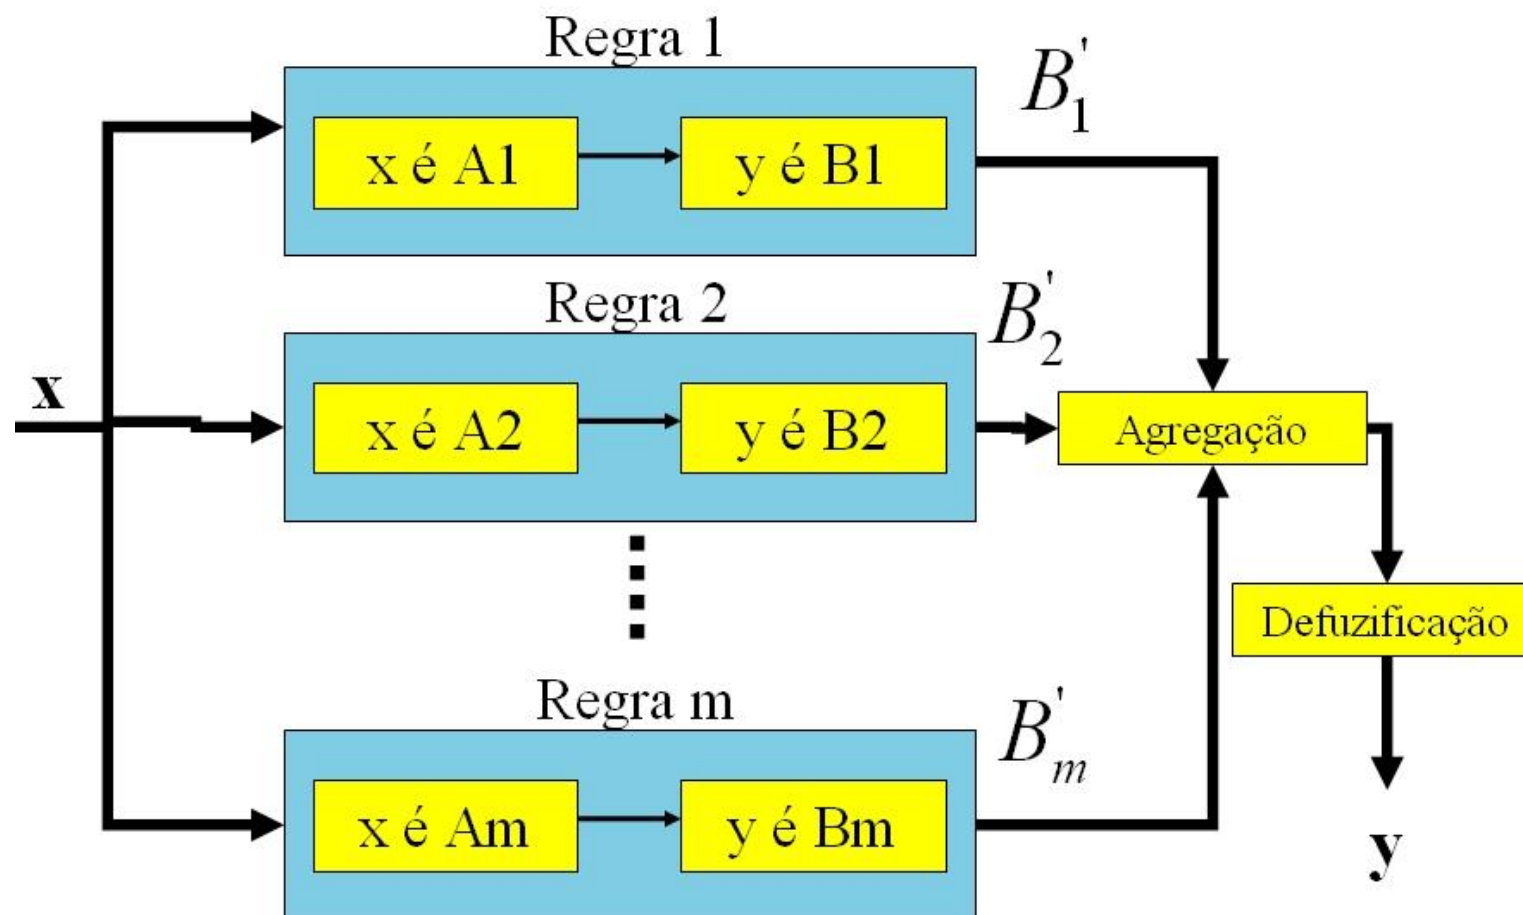 Regra 1
x é A1
y é B1
B'1
Regra 2
x é A2
y é B2
B'2
x
Agregação
Defuzificação
Regra m
x é Am
y é Bm
B'm
y